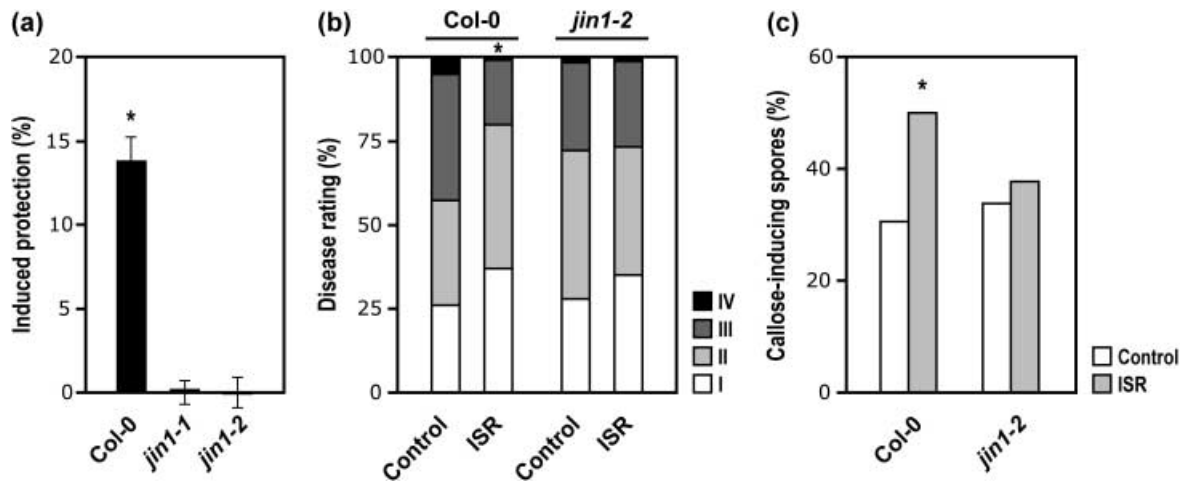 (a)
20
15
10
5
0
Induced protection (%)
*
Col-0
jin1-1
jin1-2
(b)
Col-0
jin1-2
*
100
75
50
25
0
Disease rating (%)
Control
ISR
Control
ISR
IV
III
II
I
(c)
60
40
20
0
Callose-inducing spores (%)
*
Col-0
jin1-2
Control
ISR